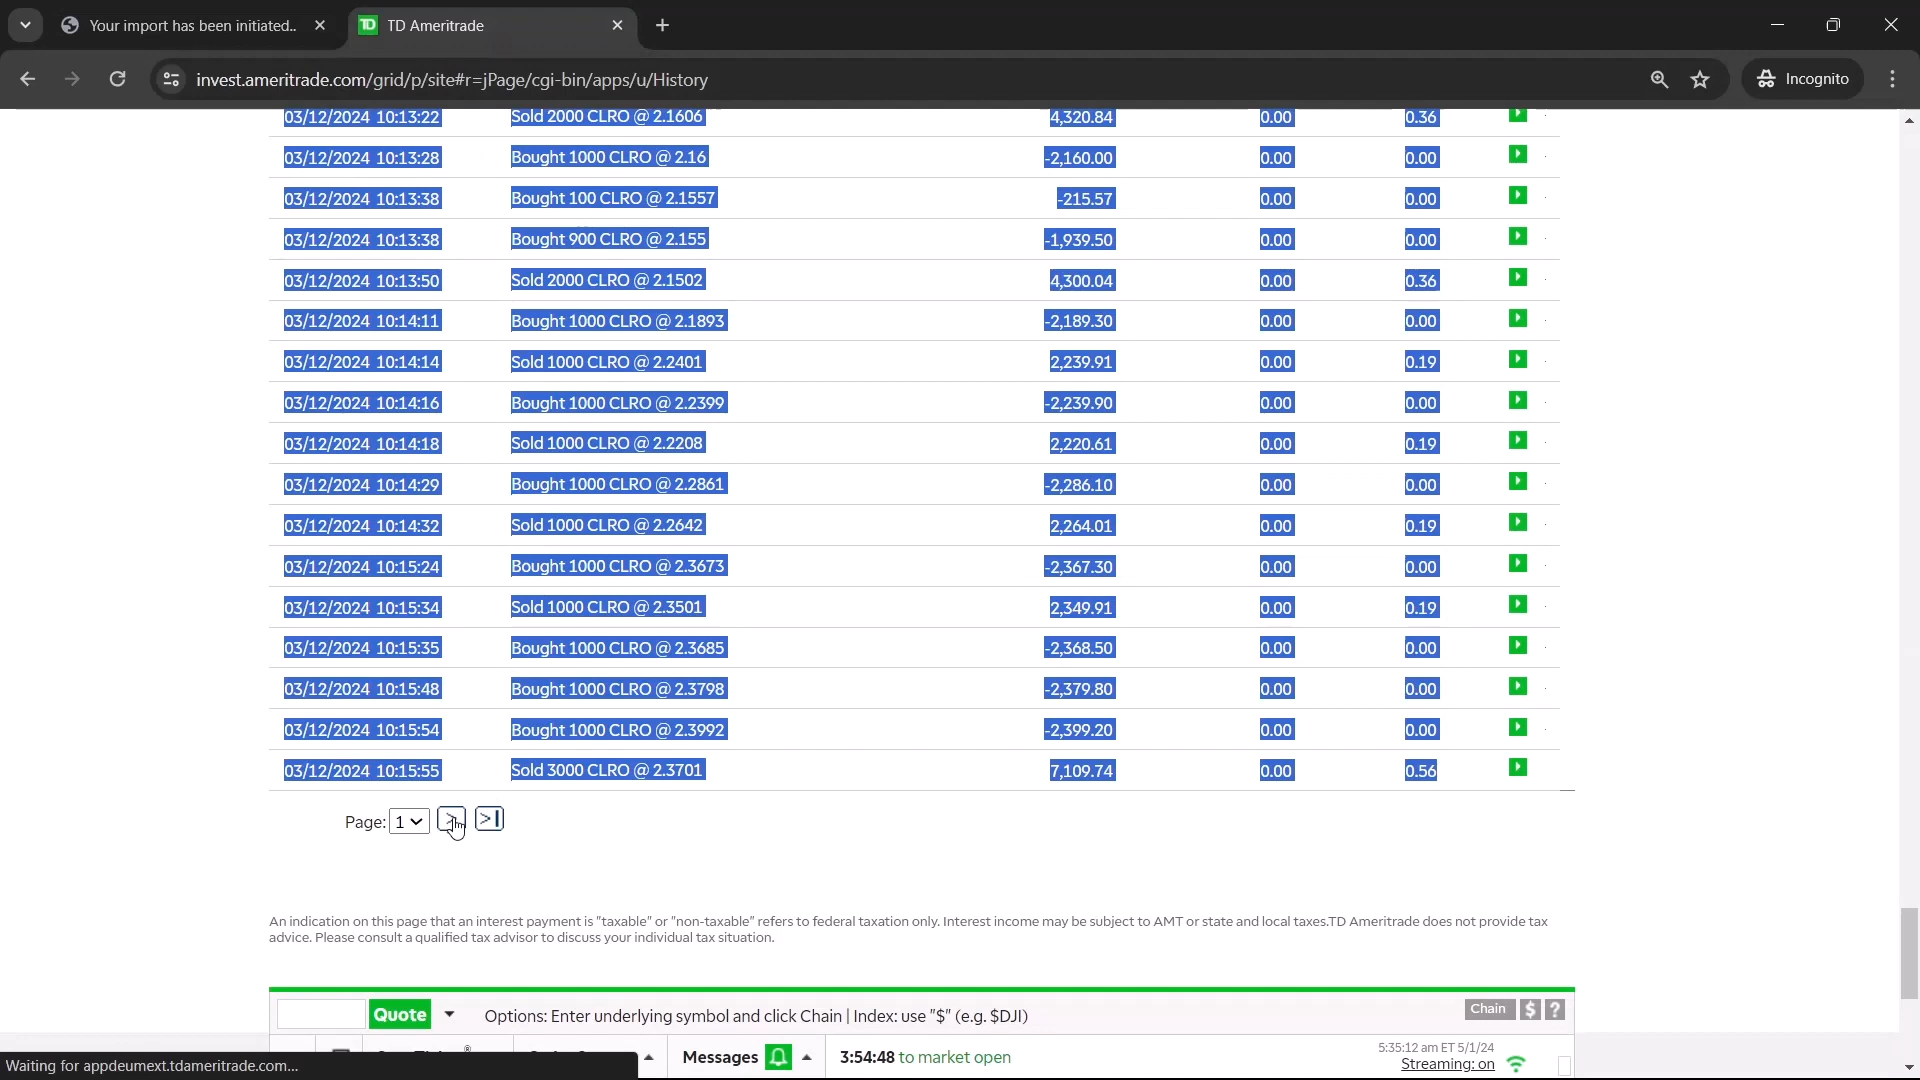 Your import has been initiated..
TD Ameritrade
invest.ameritrade.com/grid/p/site#r=jPage/cgi-bin/apps/u/History
Incognito
03/12/2024 10:13:22 Sold 2000 CLRO @ 2.1606 4,320.84 0.00 0.36
03/12/2024 10:13:28 Bought 1000 CLRO @ 2.16 -2,160.00 0.00 0.00
03/12/2024 10:13:38 Bought 100 CLRO @ 2.1557 -215.57 0.00 0.00
03/12/2024 10:13:38 Bought 900 CLRO @ 2.155 -1,939.50 0.00 0.00
03/12/2024 10:13:50 Sold 2000 CLRO @ 2.1502 4,300.04 0.00 0.36
03/12/2024 10:14:11 Bought 1000 CLRO @ 2.1893 -2,189.30 0.00 0.00
03/12/2024 10:14:14 Sold 1000 CLRO @ 2.2401 2,239.91 0.00 0.19
03/12/2024 10:14:16 Bought 1000 CLRO @ 2.2399 -2,239.90 0.00 0.00
03/12/2024 10:14:18 Sold 1000 CLRO @ 2.2208 2,220.61 0.00 0.19
03/12/2024 10:14:29 Bought 1000 CLRO @ 2.2861 -2,286.10 0.00 0.00
03/12/2024 10:14:32 Sold 1000 CLRO @ 2.2642 2,264.01 0.00 0.19
03/12/2024 10:15:24 Bought 1000 CLRO @ 2.3673 -2,367.30 0.00 0.00
03/12/2024 10:15:34 Sold 1000 CLRO @ 2.3501 2,349.91 0.00 0.19
03/12/2024 10:15:35 Bought 1000 CLRO @ 2.3685 -2,368.50 0.00 0.00
03/12/2024 10:15:48 Bought 1000 CLRO @ 2.3798 -2,379.80 0.00 0.00
03/12/2024 10:15:54 Bought 1000 CLRO @ 2.3992 -2,399.20 0.00 0.00
03/12/2024 10:15:55 Sold 3000 CLRO @ 2.3701 7,109.74 0.00 0.56
Page: 1 > >|
An indication on this page that an interest payment is "taxable" or "non-taxable" refers to federal taxation only. Interest income may be subject to AMT or state and local taxes.TD Ameritrade does not provide tax
advice. Please consult a qualified tax advisor to discuss your individual tax situation.
Quote Options: Enter underlying symbol and click Chain | Index: use "$" (e.g. $DJI) Chain $ ?
Messages 3:54:48 to market open 5:35:12 am ET 5/1/24
Streaming: on
Waiting for appdeumext.tdameritrade.com...